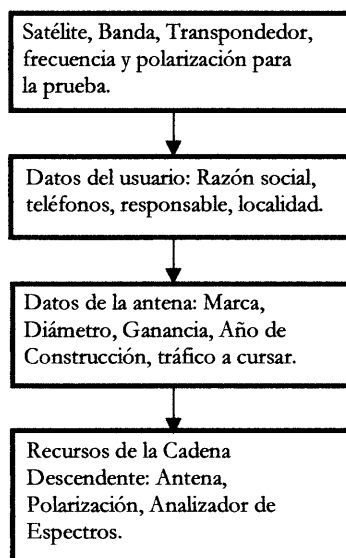 Satélite, Banda, Transpondedor,
frecuencia y polarización para
la prueba.
Datos del usuario: Razón social,
teléfonos, responsable, localidad.
Datos de la antena: Marca,
Diámetro, Ganancia, Año de
Construcción, tráfico a cursar.
Recursos de la Cadena
Descendente: Antena,
Polarización, Analizador de
Espectros.